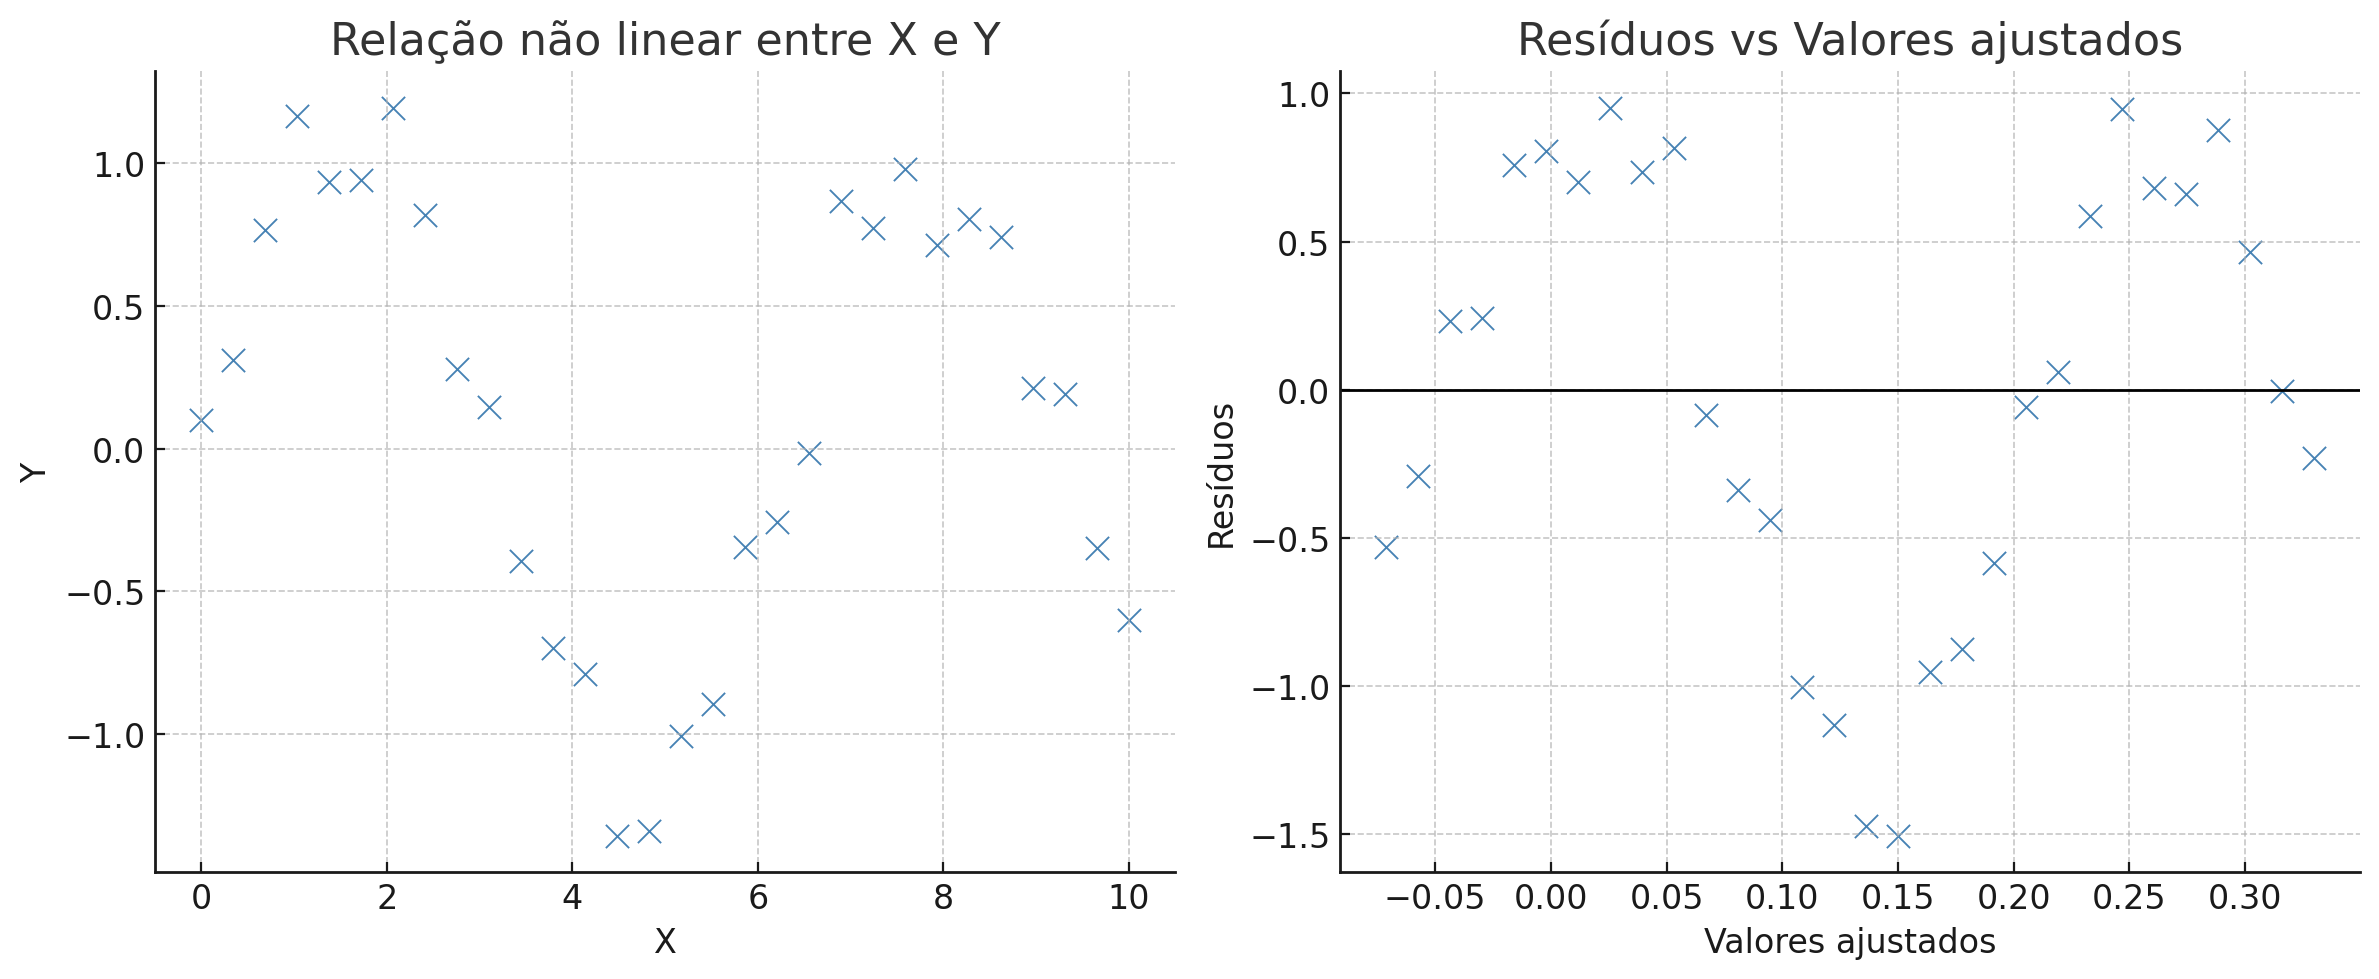 Relação não linear entre X e Y
1.0
0.5
0.0
−0.5
−1.0
Y
0 2 4 6 8 10
X
Resíduos vs Valores ajustados
1.0
0.5
0.0
−0.5
−1.0
−1.5
Resíduos
−0.05 0.00 0.05 0.10 0.15 0.20 0.25 0.30
Valores ajustados